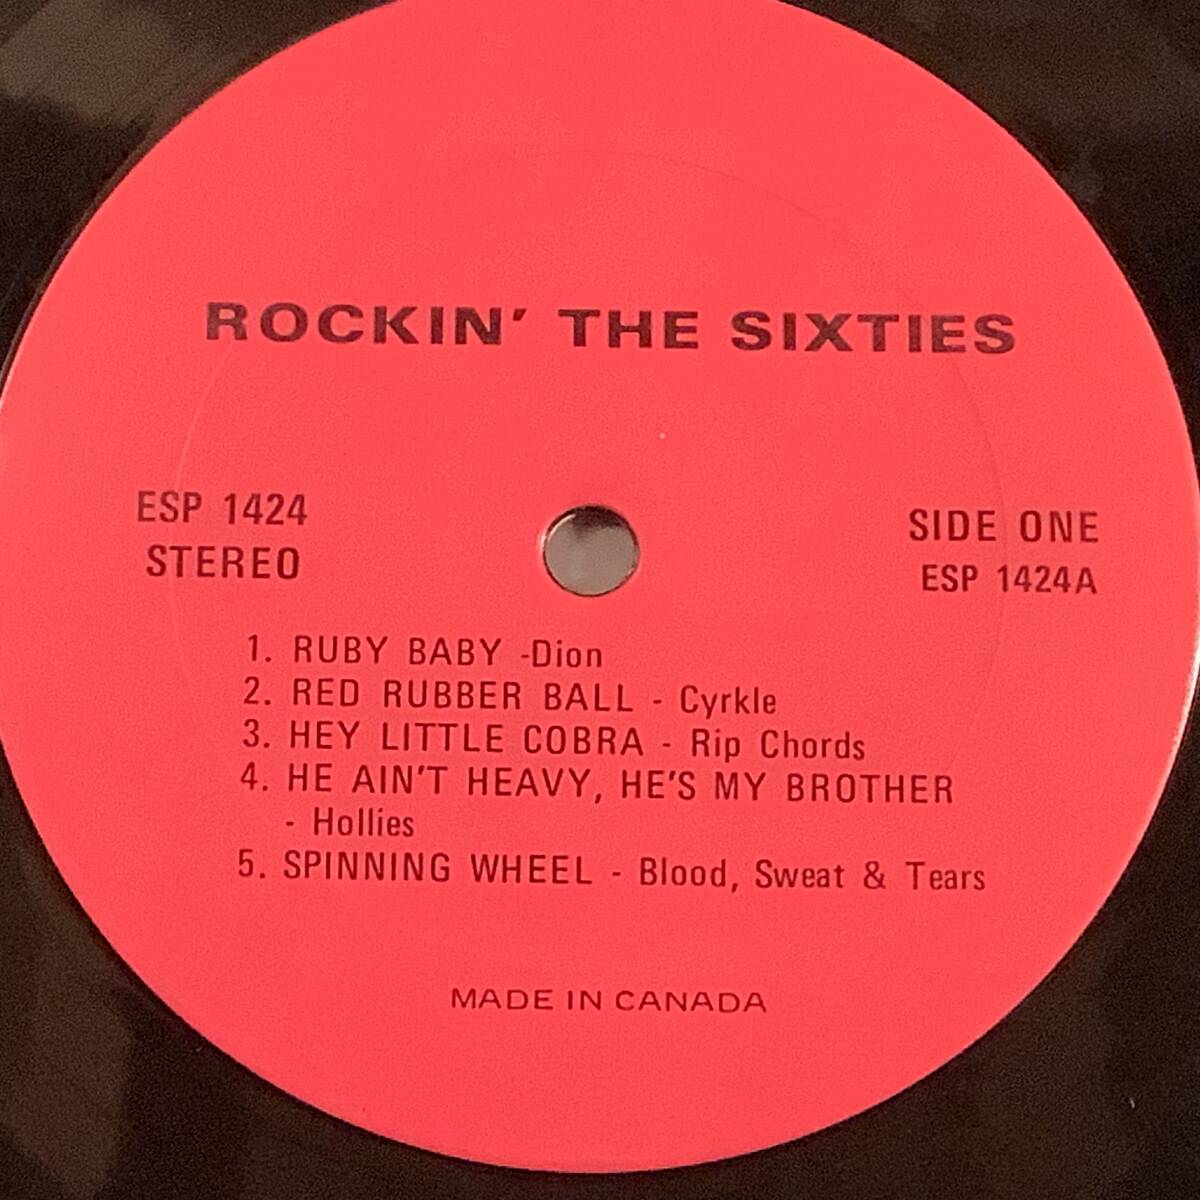 ROCKIN' THE SIXTIES
ESP 1424
STEREO
SIDE ONE
ESP 1424A
1. RUBY BABY -Dion
2. RED RUBBER BALL - Cyrkle
3. HEY LITTLE COBRA - Rip Chords
4. HE AIN'T HEAVY, HE'S MY BROTHER
- Hollies
5. SPINNING WHEEL - Blood, Sweat & Tears
MADE IN CANADA